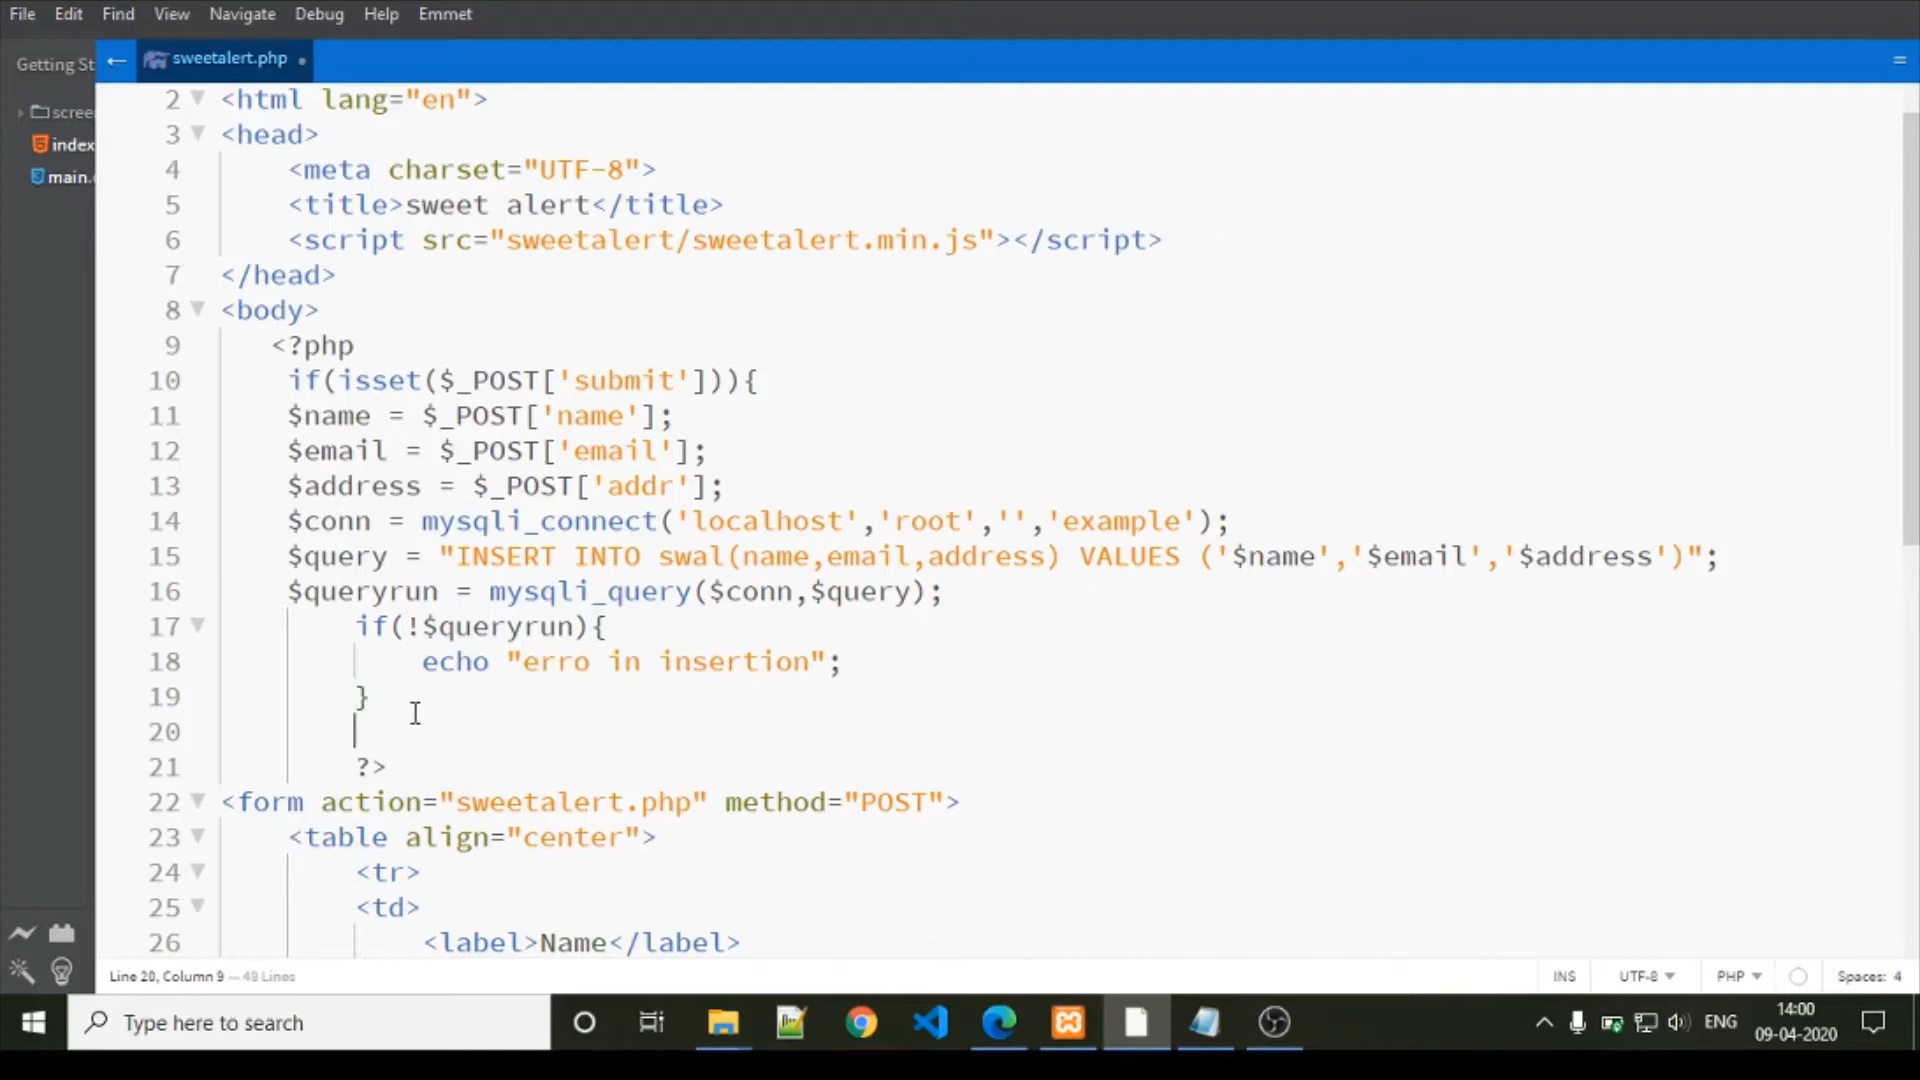 File Edit Find View Navigate Debug Help Emmet
Getting St
← sweetalert.php •
scree
index
main.
2 <html lang="en">
3 <head>
4 <meta charset="UTF-8">
5 <title>sweet alert</title>
6 <script src="sweetalert/sweetalert.min.js"></script>
7 </head>
8 <body>
9 <?php
10 if(isset($_POST['submit'])){
11 $name = $_POST['name'];
12 $email = $_POST['email'];
13 $address = $_POST['addr'];
14 $conn = mysqli_connect('localhost','root','','example');
15 $query = "INSERT INTO swal(name,email,address) VALUES ('$name','$email','$address')";
16 $queryrun = mysqli_query($conn,$query);
17 if(!$queryrun){
18 echo "erro in insertion";
19 }
20
21 ?>
22 <form action="sweetalert.php" method="POST">
23 <table align="center">
24 <tr>
25 <td>
26 <label>Name</label>
Line 20, Column 9 — 49 Lines
INS UTF-8 PHP Spaces: 4
Type here to search
ENG
14:00
09-04-2020